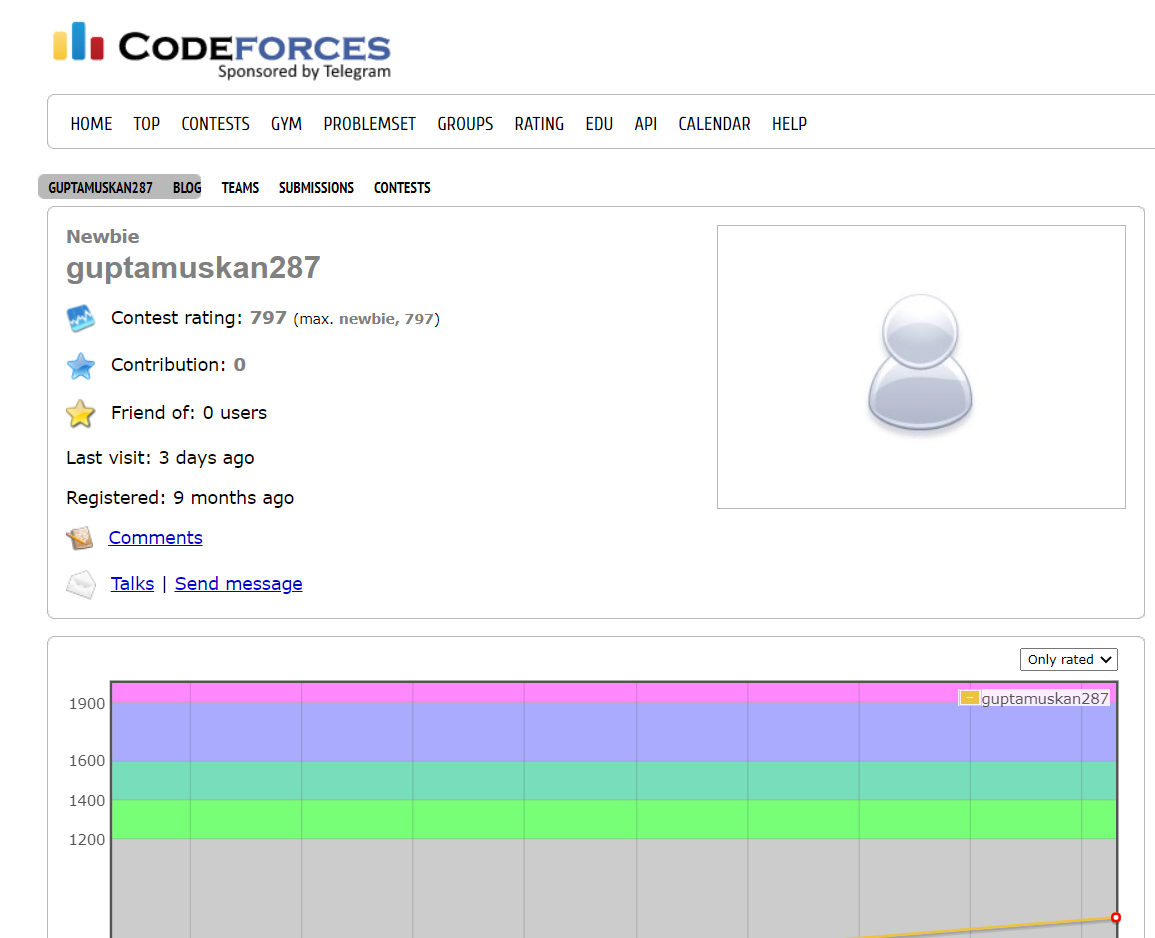 CODEFORCES
Sponsored by Telegram
HOME TOP CONTESTS GYM PROBLEMSET GROUPS RATING EDU API CALENDAR HELP
GUPTAMUSKAN287 BLOG TEAMS SUBMISSIONS CONTESTS
Newbie
guptamuskan287
Contest rating: 797 (max. newbie, 797)
Contribution: 0
Friend of: 0 users
Last visit: 3 days ago
Registered: 9 months ago
Comments
Talks | Send message
Only rated
guptamuskan287
1900
1600
1400
1200